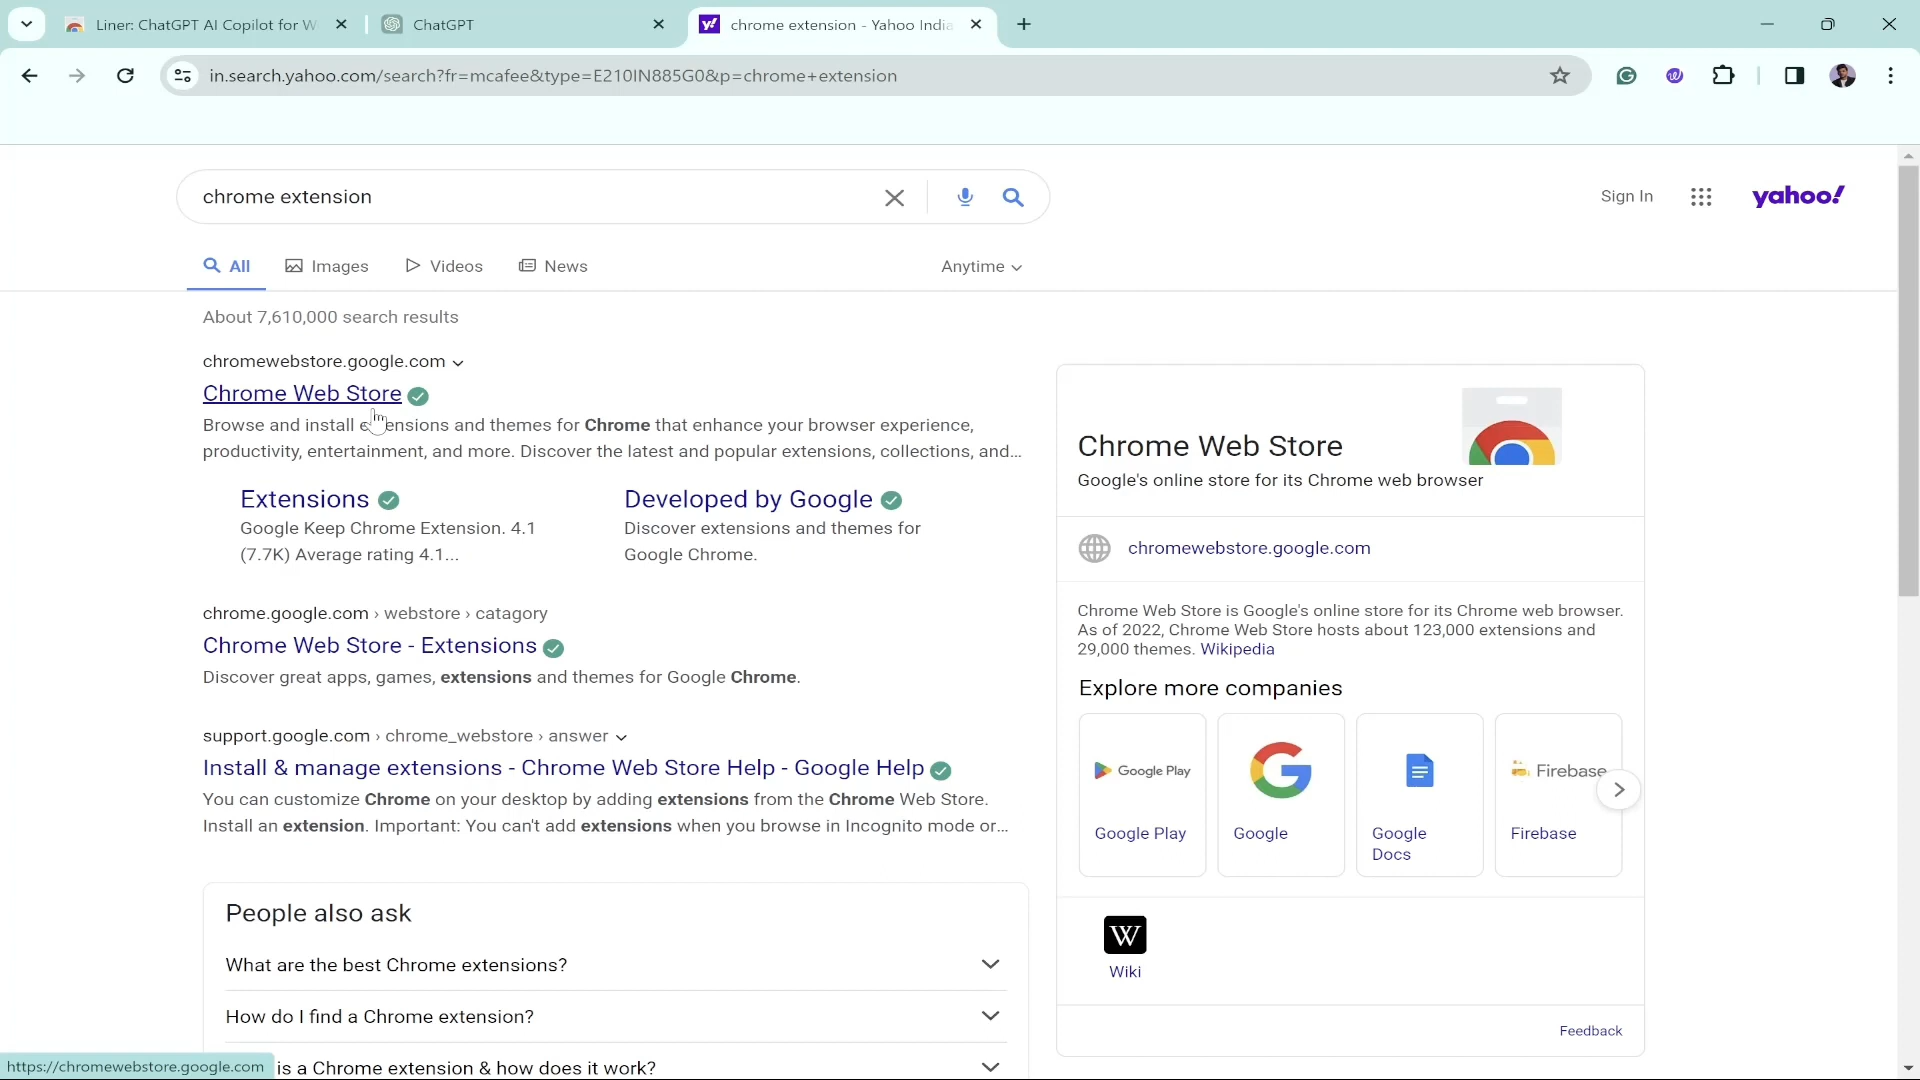 Liner: ChatGPT AI Copilot for W
ChatGPT
chrome extension - Yahoo India
in.search.yahoo.com/search?fr=mcafee&type=E210IN885G0&p=chrome+extension
chrome extension
Sign In
yahoo!
All
Images
Videos
News
Anytime
About 7,610,000 search results
chromewebstore.google.com
Chrome Web Store
Browse and install extensions and themes for Chrome that enhance your browser experience,
productivity, entertainment, and more. Discover the latest and popular extensions, collections, and...
Extensions
Google Keep Chrome Extension. 4.1
(7.7K) Average rating 4.1...
Developed by Google
Discover extensions and themes for
Google Chrome.
chrome.google.com › webstore › catagory
Chrome Web Store - Extensions
Discover great apps, games, extensions and themes for Google Chrome.
support.google.com › chrome_webstore › answer
Install & manage extensions - Chrome Web Store Help - Google Help
You can customize Chrome on your desktop by adding extensions from the Chrome Web Store.
Install an extension. Important: You can't add extensions when you browse in Incognito mode or...
People also ask
What are the best Chrome extensions?
How do I find a Chrome extension?
is a Chrome extension & how does it work?
https://chromewebstore.google.com
Chrome Web Store
Google's online store for its Chrome web browser
chromewebstore.google.com
Chrome Web Store is Google's online store for its Chrome web browser.
As of 2022, Chrome Web Store hosts about 123,000 extensions and
29,000 themes. Wikipedia
Explore more companies
Google Play
Google Play
Google
Google
Docs
Firebase
Firebase
W
Wiki
Feedback